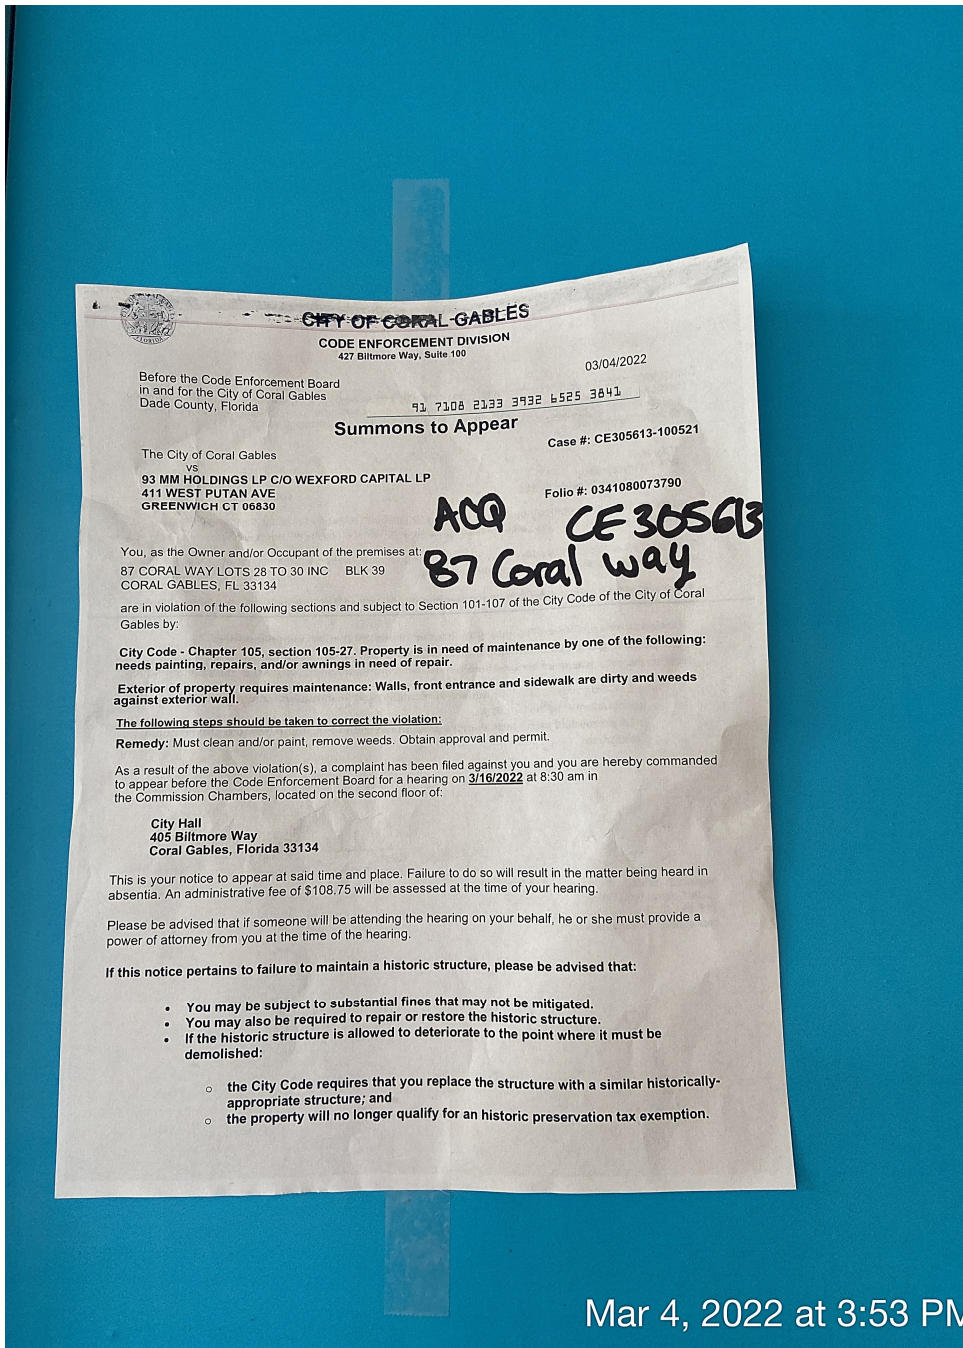 CITY OF CORAL GABLES
CODE ENFORCEMENT DIVISION
427 Biltmore Way, Suite 100
03/04/2022
Before the Code Enforcement Board
in and for the City of Coral Gables
Dade County, Florida
91 7108 2133 3932 6525 3841
Summons to Appear
Case #: CE305613-100521
The City of Coral Gables
vs
93 MM HOLDINGS LP C/O WEXFORD CAPITAL LP
411 WEST PUTAN AVE
GREENWICH CT 06830
Folio #: 0341080073790
ACQ CE305613
87 Coral way
You, as the Owner and/or Occupant of the premises at:
87 CORAL WAY LOTS 28 TO 30 INC BLK 39
CORAL GABLES, FL 33134
are in violation of the following sections and subject to Section 101-107 of the City Code of the City of Coral
Gables by:
City Code - Chapter 105, section 105-27. Property is in need of maintenance by one of the following:
needs painting, repairs, and/or awnings in need of repair.
Exterior of property requires maintenance: Walls, front entrance and sidewalk are dirty and weeds
against exterior wall.
The following steps should be taken to correct the violation:
Remedy: Must clean and/or paint, remove weeds. Obtain approval and permit.
As a result of the above violation(s), a complaint has been filed against you and you are hereby commanded
to appear before the Code Enforcement Board for a hearing on 3/16/2022 at 8:30 am in
the Commission Chambers, located on the second floor of:
City Hall
405 Biltmore Way
Coral Gables, Florida 33134
This is your notice to appear at said time and place. Failure to do so will result in the matter being heard in
absentia. An administrative fee of $108.75 will be assessed at the time of your hearing.
Please be advised that if someone will be attending the hearing on your behalf, he or she must provide a
power of attorney from you at the time of the hearing.
If this notice pertains to failure to maintain a historic structure, please be advised that:
• You may be subject to substantial fines that may not be mitigated.
• You may also be required to repair or restore the historic structure.
• If the historic structure is allowed to deteriorate to the point where it must be
demolished:
o the City Code requires that you replace the structure with a similar historically-
appropriate structure; and
o the property will no longer qualify for an historic preservation tax exemption.
Mar 4, 2022 at 3:53 PM